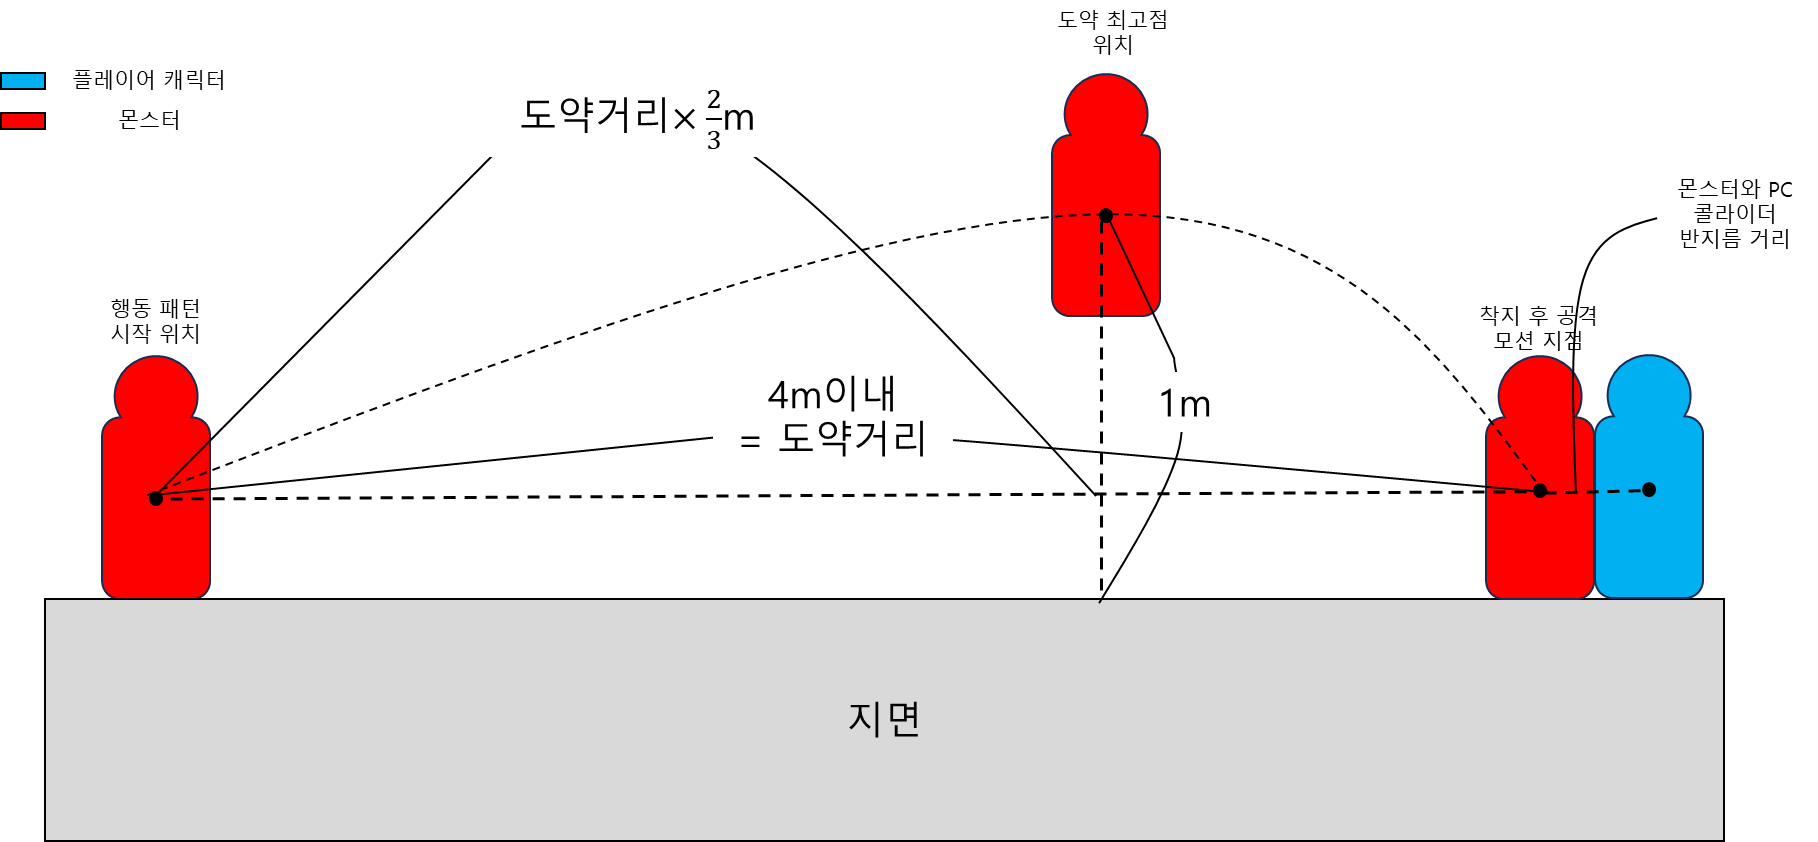 도약 최고점
위치
플레이어 캐릭터
몬스터
도약거리× 2/3 m
몬스터와 PC
콜라이더
반지름 거리
행동 패턴
시작 위치
착지 후 공격
모션 지점
4m이내
= 도약거리
1m
지면